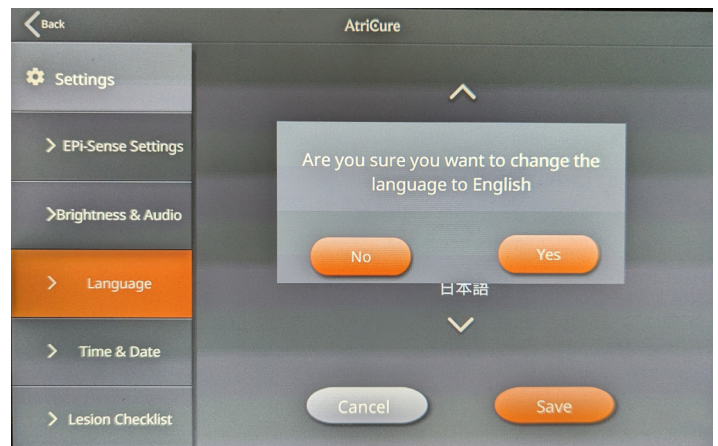 Back
AtriCure
Settings
EPi-Sense Settings
Brightness & Audio
Language
Time & Date
Lesion Checklist
Are you sure you want to change the
language to English
No
Yes
日本語
Cancel
Save